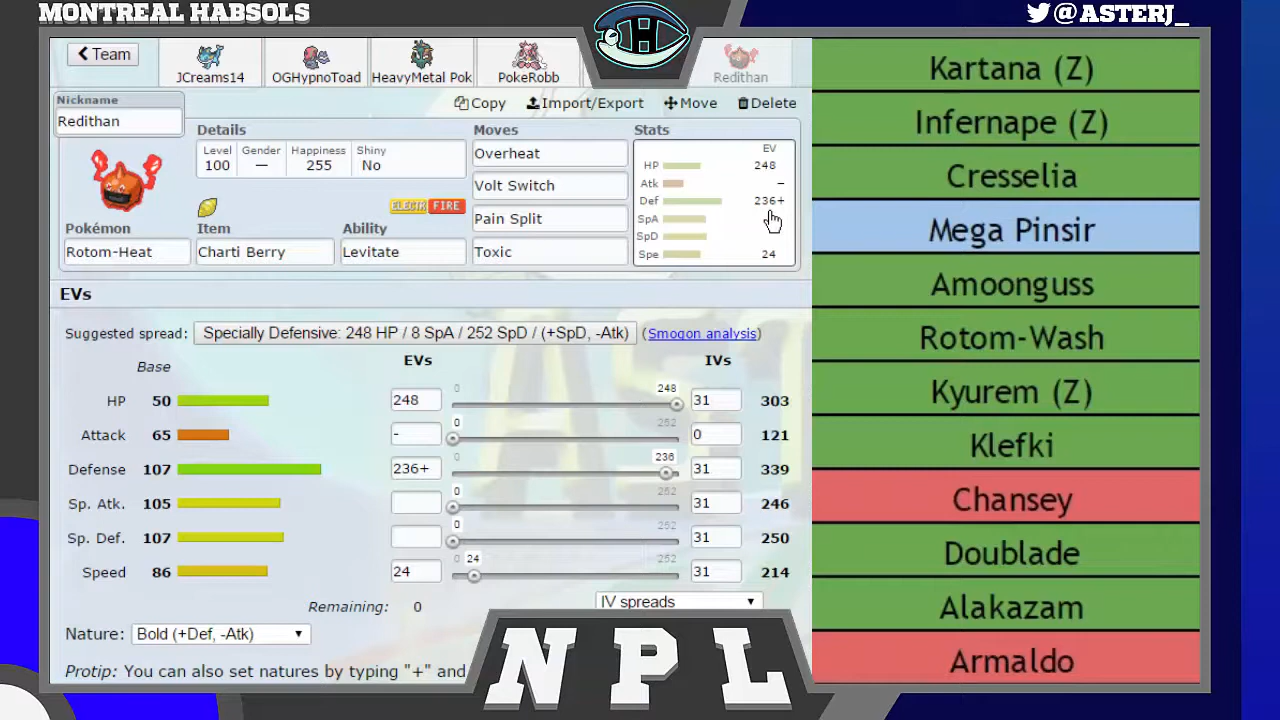 MONTREAL HABSOLS
@ASTERJ_
Team
JCreams14
OGHypnoToad
HeavyMetal Pok
PokeRobb
Redithan
H
Nickname
Redithan
Copy
Import/Export
Move
Delete
Details
Level
100
Gender
—
Happiness
255
Shiny
No
ELECTR FIRE
Pokémon
Rotom-Heat
Item
Charti Berry
Ability
Levitate
Moves
Overheat
Volt Switch
Pain Split
Toxic
Stats
EV
HP 248
Atk –
Def 236+
SpA
SpD
Spe 24
EVs
Suggested spread: Specially Defensive: 248 HP / 8 SpA / 252 SpD / (+SpD, -Atk) (Smogon analysis)
Base EVs IVs
HP 50 248 0 248 31 303
Attack 65 - 0 252 0 121
Defense 107 236+ 0 236 31 339
Sp. Atk. 105 0 252 31 246
Sp. Def. 107 0 252 31 250
Speed 86 24 0 24 252 31 214
Remaining: 0
IV spreads
Nature: Bold (+Def, -Atk)
Protip: You can also set natures by typing "+" and
NPL
Kartana (Z)
Infernape (Z)
Cresselia
Mega Pinsir
Amoonguss
Rotom-Wash
Kyurem (Z)
Klefki
Chansey
Doublade
Alakazam
Armaldo